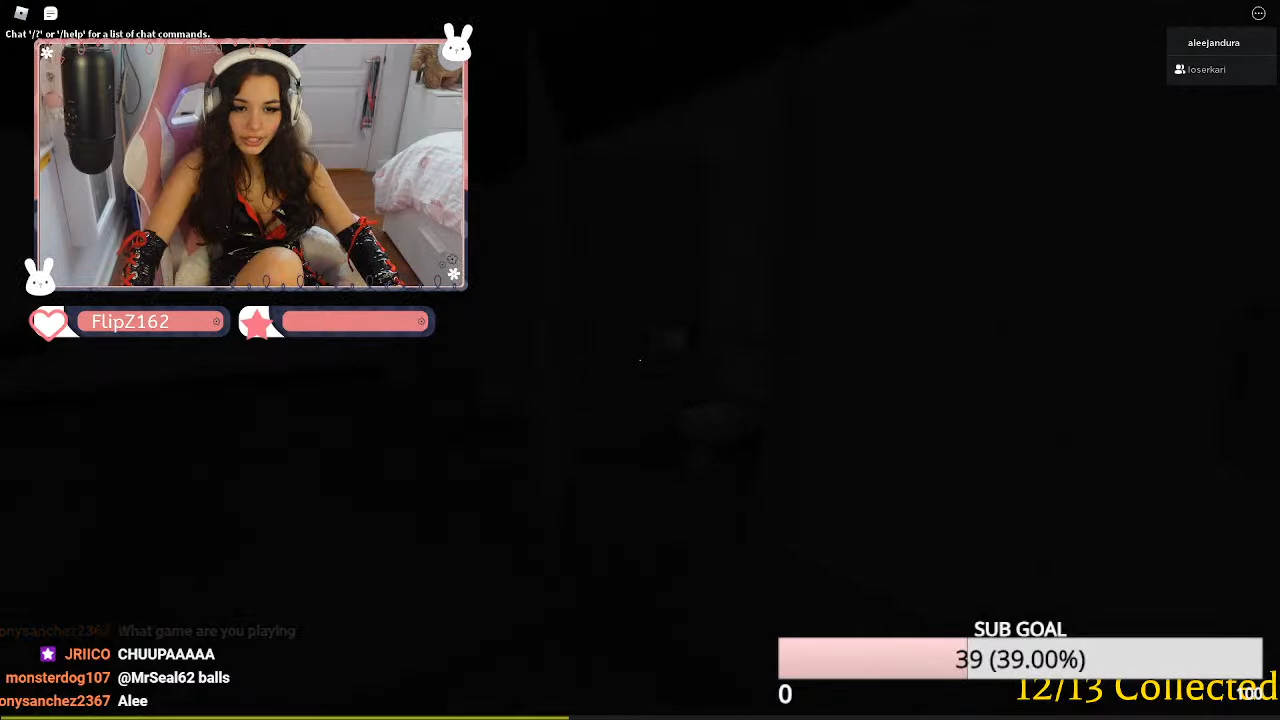 Chat '/?' or '/help' for a list of chat commands.
aleejandura
loserkari
FlipZ162
onysanchez2367 What game are you playing
JRIICO CHUUPAAAAA
monsterdog107 @MrSeal62 balls
onysanchez2367 Alee
SUB GOAL
39 (39.00%)
0 100
12/13 Collected